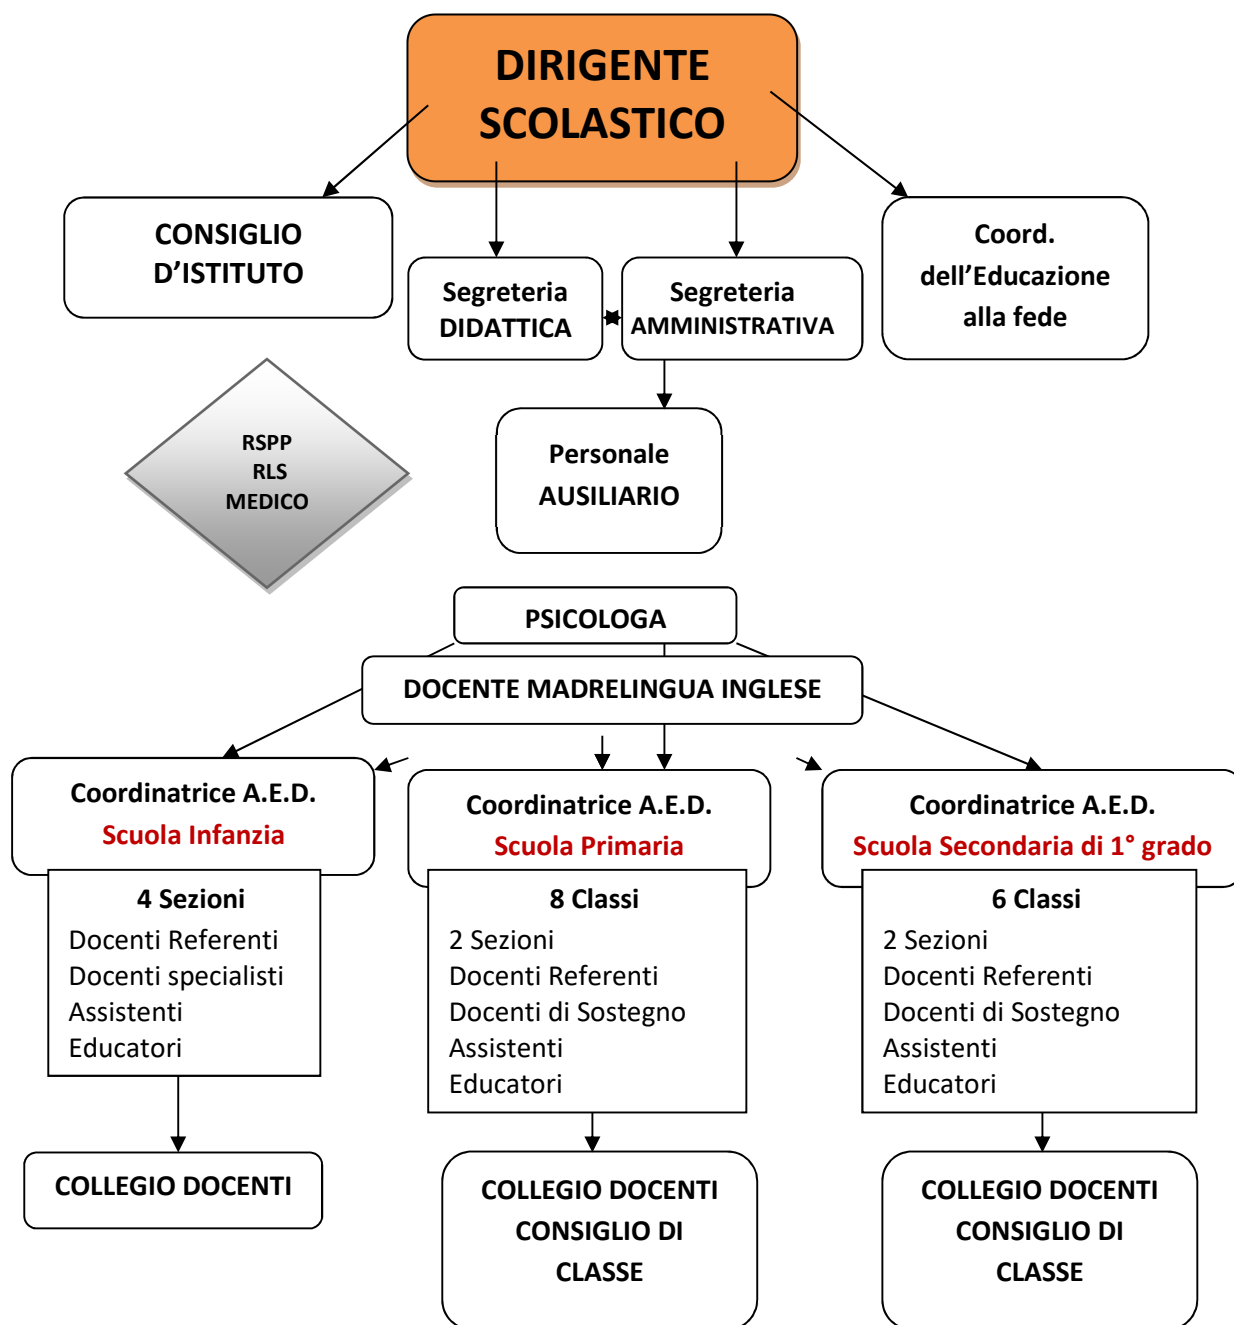 DIRIGENTE
SCOLASTICO
CONSIGLIO
D’ISTITUTO
Segreteria
DIDATTICA
Segreteria
AMMINISTRATIVA
Coord.
dell’Educazione
alla fede
RSPP
RLS
MEDICO
Personale
AUSILIARIO
PSICOLOGA
DOCENTE MADRELINGUA INGLESE
Coordinatrice A.E.D.
Scuola Infanzia
4 Sezioni
Docenti Referenti
Docenti specialisti
Assistenti
Educatori
COLLEGIO DOCENTI
Coordinatrice A.E.D.
Scuola Primaria
8 Classi
2 Sezioni
Docenti Referenti
Docenti di Sostegno
Assistenti
Educatori
COLLEGIO DOCENTI
CONSIGLIO DI
CLASSE
Coordinatrice A.E.D.
Scuola Secondaria di 1° grado
6 Classi
2 Sezioni
Docenti Referenti
Docenti di Sostegno
Assistenti
Educatori
COLLEGIO DOCENTI
CONSIGLIO DI
CLASSE